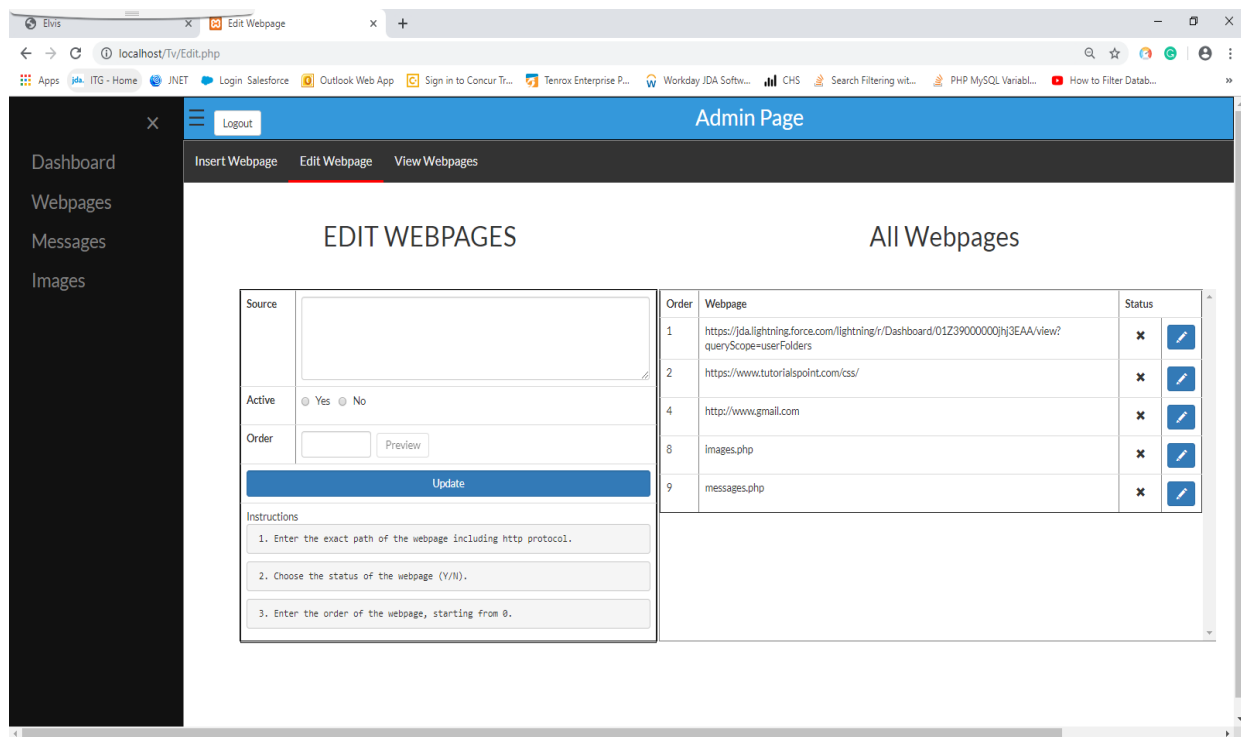 Elvis
Edit Webpage
localhost/Tv/Edit.php
Apps
jda. ITG - Home
JNET
Login Salesforce
Outlook Web App
Sign in to Concur Tr...
Tenrox Enterprise P...
Workday JDA Softw...
CHS
Search Filtering wit...
PHP MySQL Variabl...
How to Filter Datab...
Logout
Admin Page
Dashboard
Webpages
Messages
Images
Insert Webpage
Edit Webpage
View Webpages
EDIT WEBPAGES
Source
Active
Yes
No
Order
Preview
Update
Instructions
1. Enter the exact path of the webpage including http protocol.
2. Choose the status of the webpage (Y/N).
3. Enter the order of the webpage, starting from 0.
All Webpages
Order Webpage Status
1 https://jda.lightning.force.com/lightning/r/Dashboard/01Z39000000jhj3EAA/view?
queryScope=userFolders
2 https://www.tutorialspoint.com/css/
4 http://www.gmail.com
8 images.php
9 messages.php